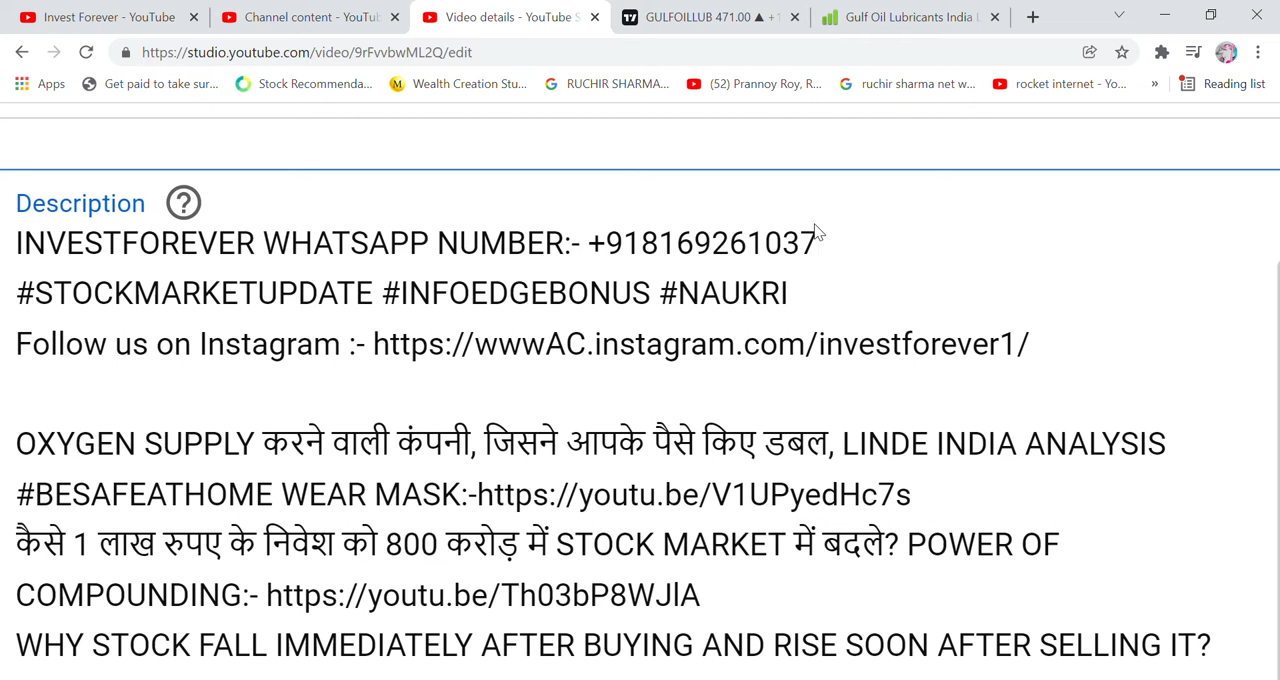 Invest Forever - YouTube
Channel content - YouTub
Video details - YouTube S
GULFOILLUB 471.00 ▲ +1
Gulf Oil Lubricants India L
https://studio.youtube.com/video/9rFvvbwML2Q/edit
Apps
Get paid to take sur...
Stock Recommenda...
Wealth Creation Stu...
RUCHIR SHARMA...
(52) Prannoy Roy, R...
ruchir sharma net w...
rocket internet - Yo...
»
Reading list
Description
INVESTFOREVER WHATSAPP NUMBER:- +918169261037
#STOCKMARKETUPDATE #INFOEDGEBONUS #NAUKRI
Follow us on Instagram :- https://wwwAC.instagram.com/investforever1/
OXYGEN SUPPLY करने वाली कंपनी, जिसने आपके पैसे किए डबल, LINDE INDIA ANALYSIS
#BESAFEATHOME WEAR MASK:-https://youtu.be/V1UPyedHc7s
कैसे 1 लाख रुपए के निवेश को 800 करोड़ में STOCK MARKET में बदले? POWER OF
COMPOUNDING:- https://youtu.be/Th03bP8WJlA
WHY STOCK FALL IMMEDIATELY AFTER BUYING AND RISE SOON AFTER SELLING IT?